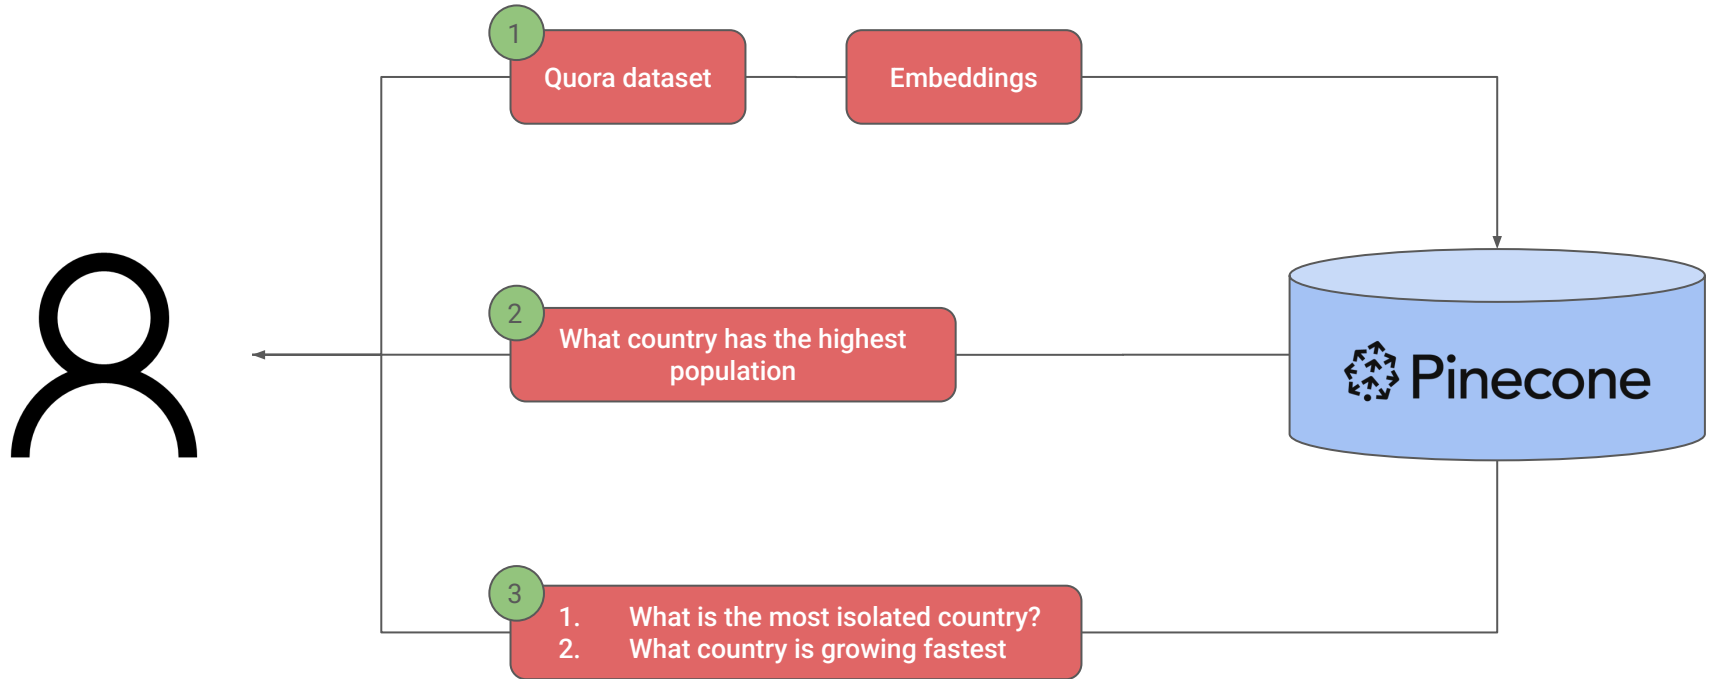 1
Quora dataset
Embeddings
2
What country has the highest
population
Pinecone
3
1. What is the most isolated country?
2. What country is growing fastest